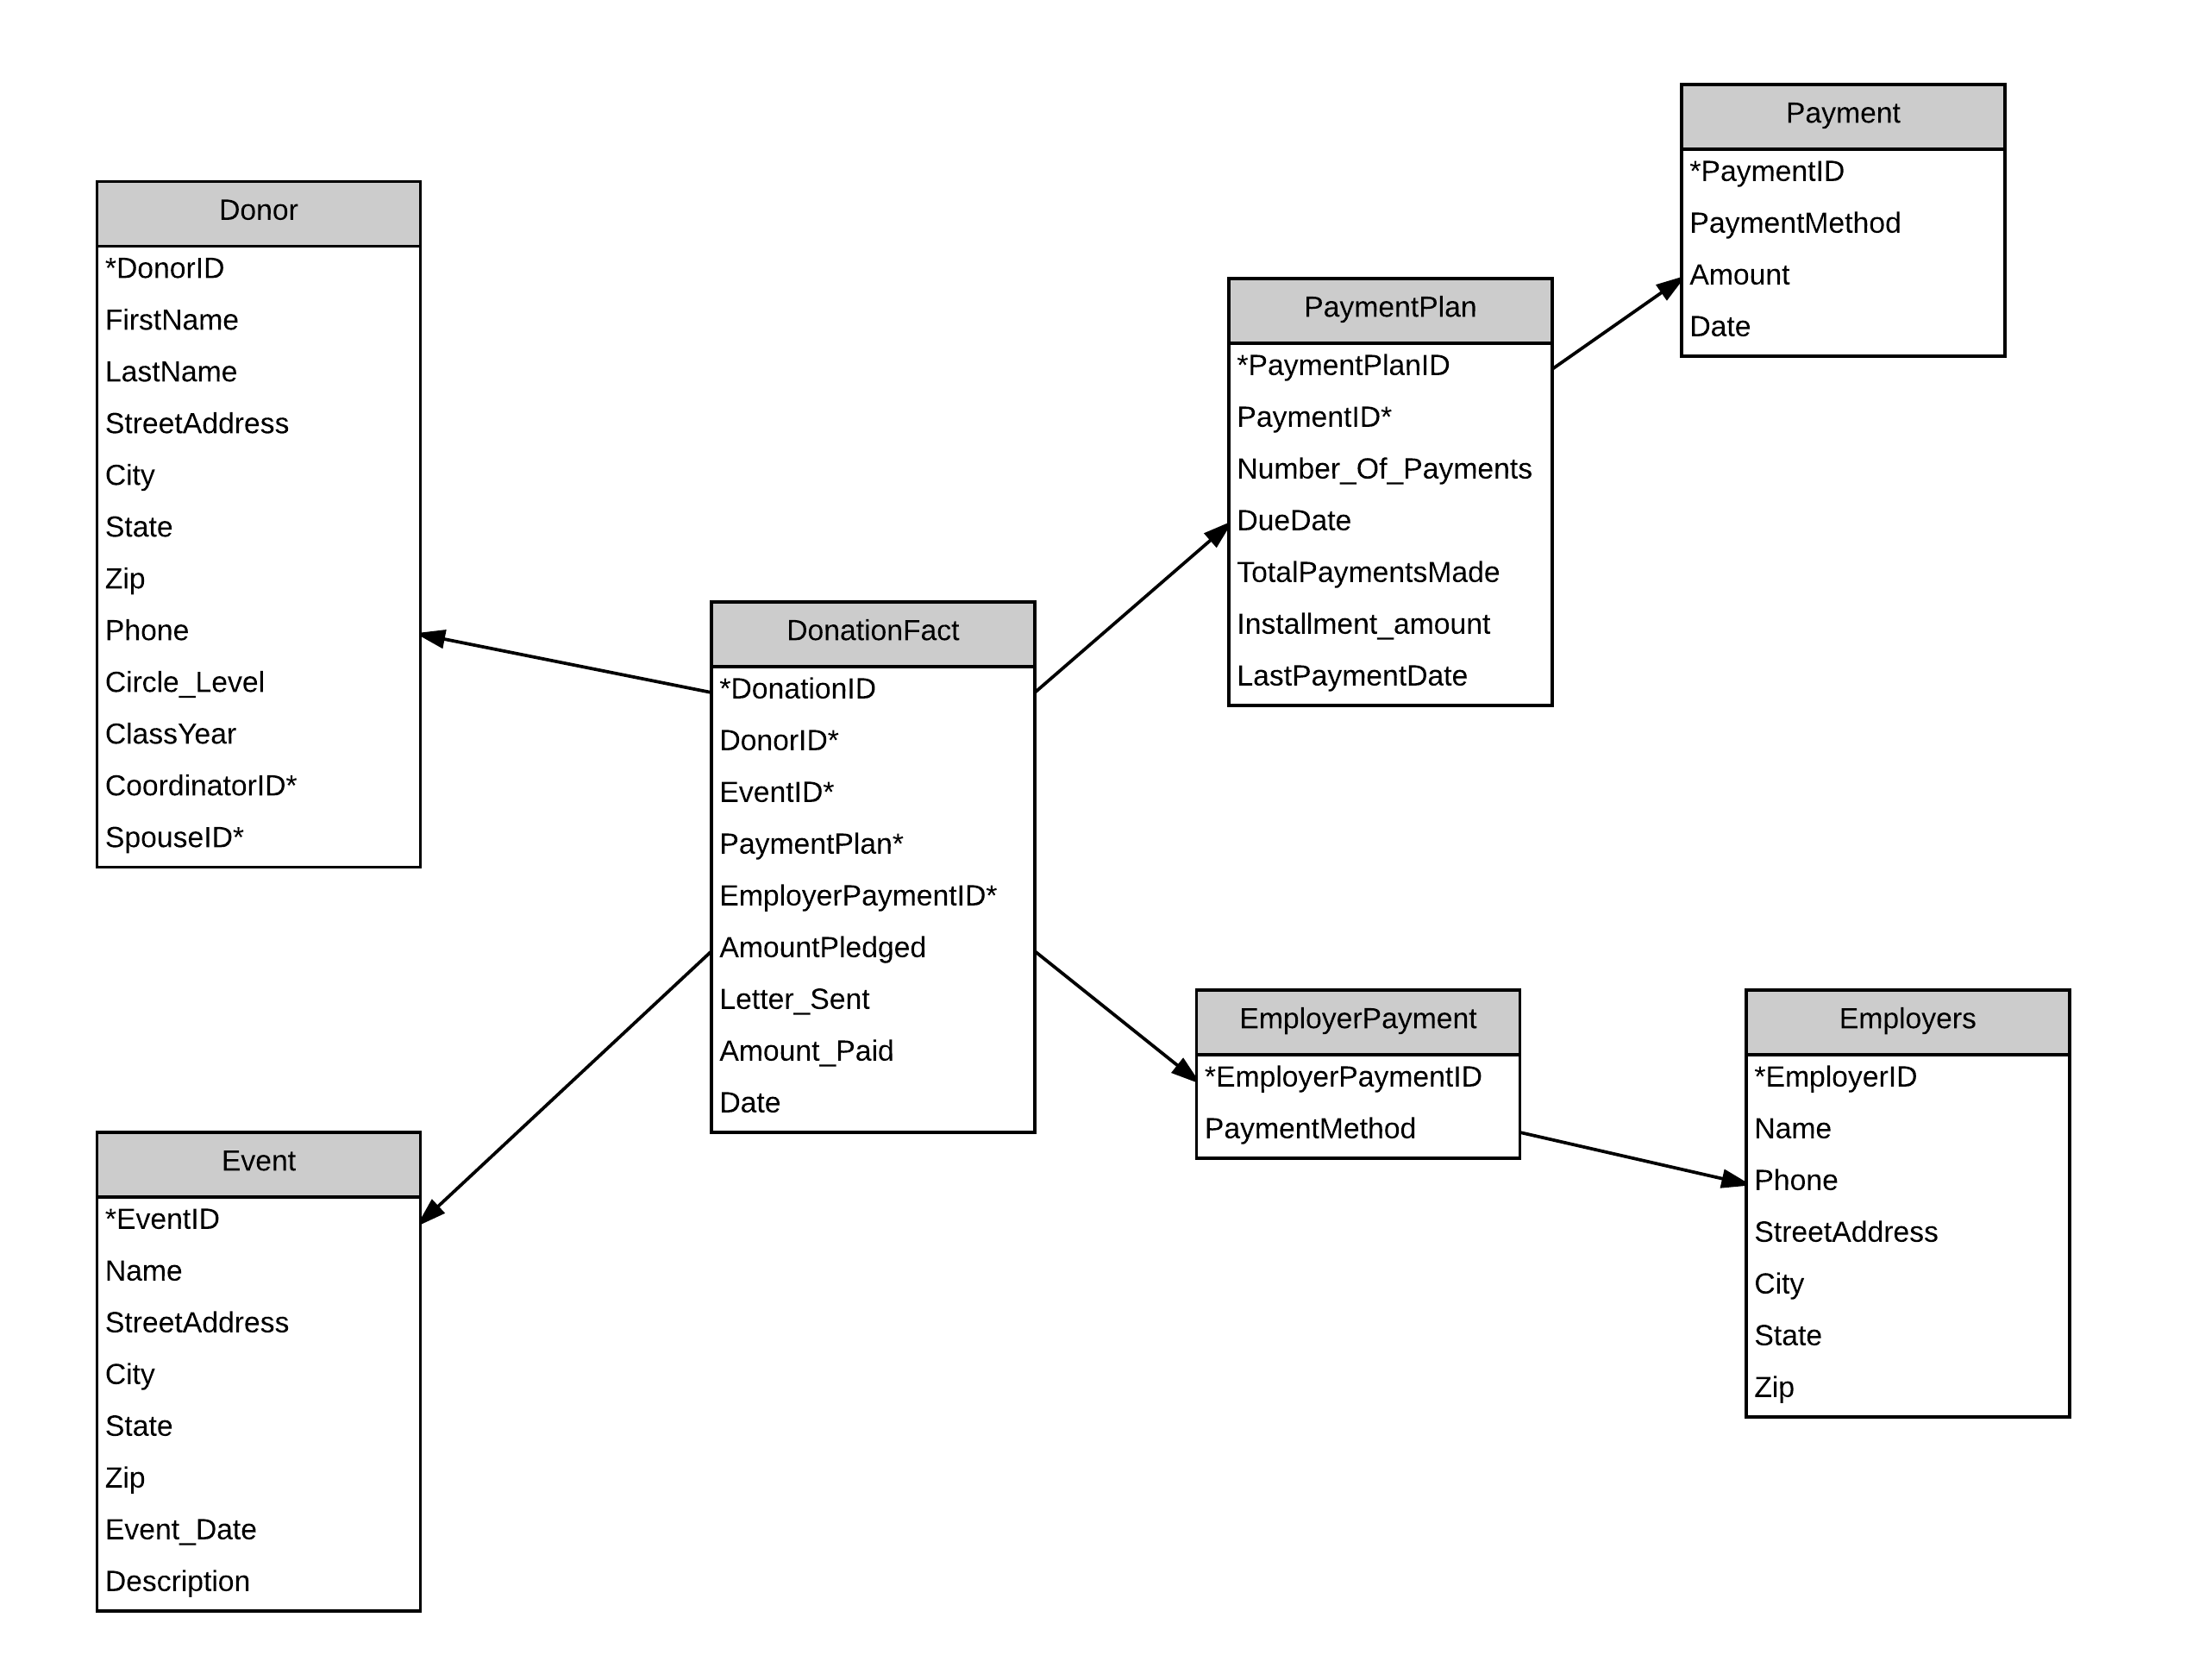 Donor
*DonorID
FirstName
LastName
StreetAddress
City
State
Zip
Phone
Circle_Level
ClassYear
CoordinatorID*
SpouseID*
Event
*EventID
Name
StreetAddress
City
State
Zip
Event_Date
Description
DonationFact
*DonationID
DonorID*
EventID*
PaymentPlan*
EmployerPaymentID*
AmountPledged
Letter_Sent
Amount_Paid
Date
PaymentPlan
*PaymentPlanID
PaymentID*
Number_Of_Payments
DueDate
TotalPaymentsMade
Installment_amount
LastPaymentDate
Payment
*PaymentID
PaymentMethod
Amount
Date
EmployerPayment
*EmployerPaymentID
PaymentMethod
Employers
*EmployerID
Name
Phone
StreetAddress
City
State
Zip